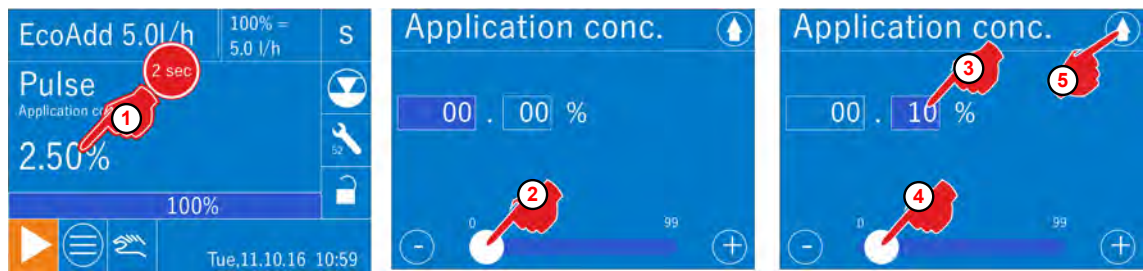 EcoAdd 5.0l/h
100% =
5.0 l/h
S
2 sec
Pulse
Application co
1
2.50%
52
100%
Tue,11.10.16 10:59
Application conc.
00 . 00 %
2
0 99
- +
Application conc.
3
5
00 . 10 %
4
0 99
- +